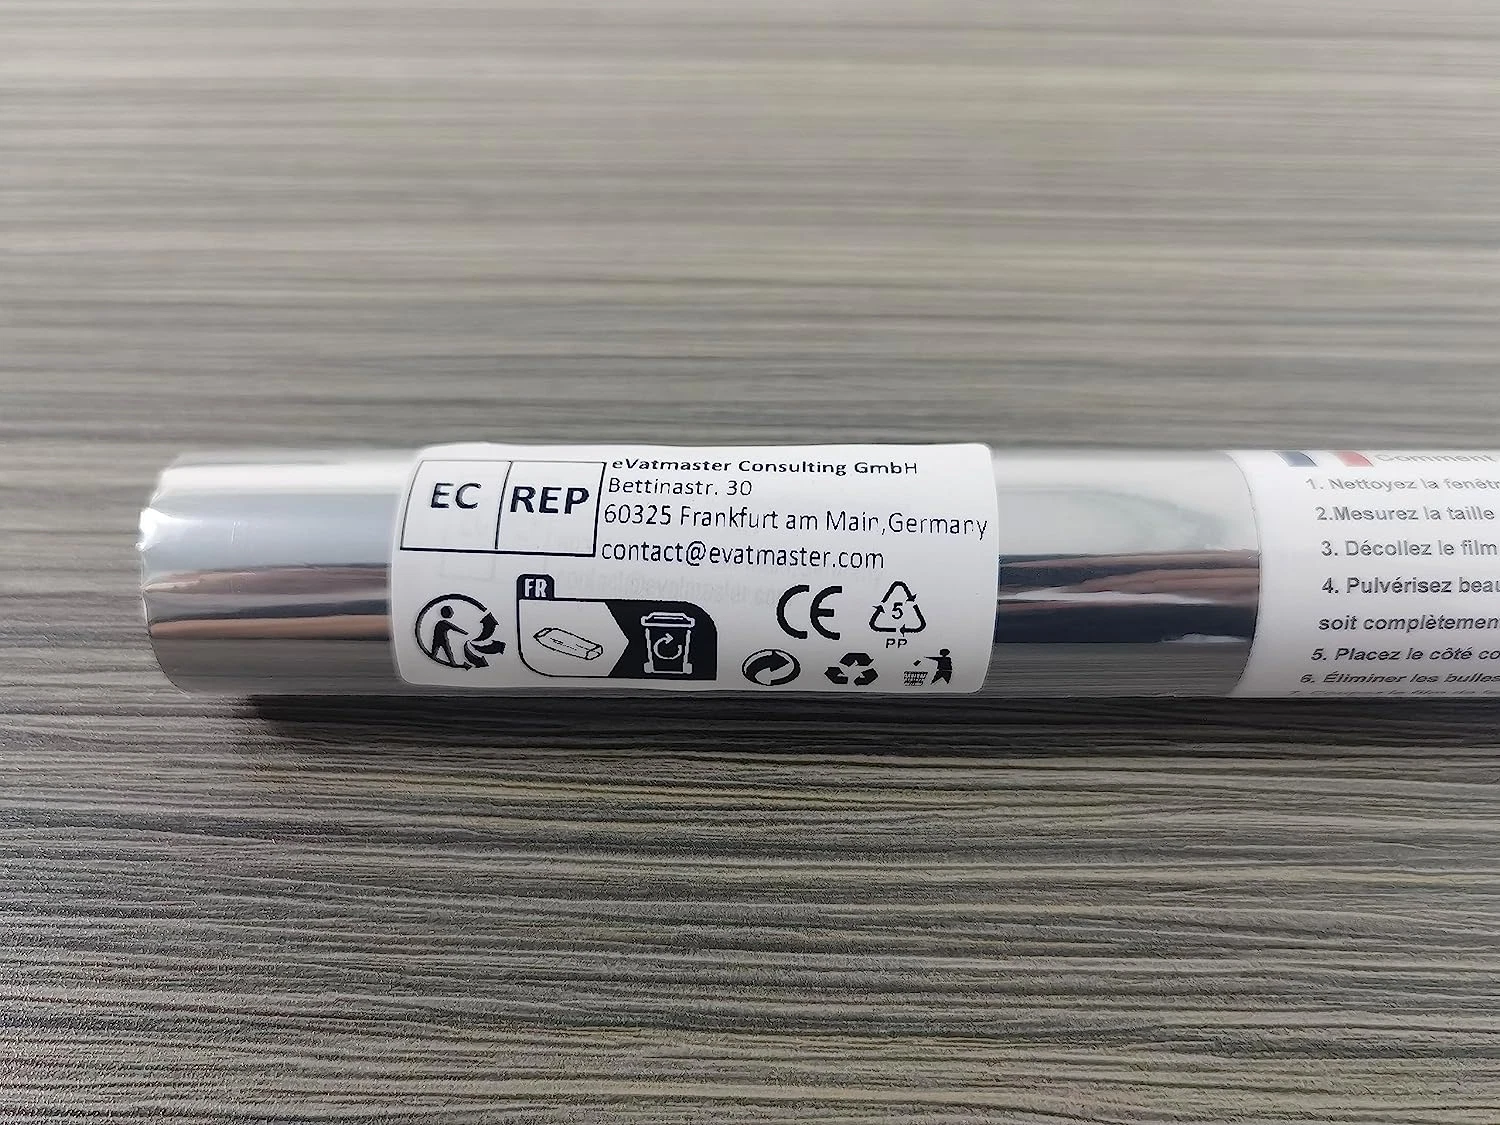 EC REP
eVatmaster Consulting GmbH
Bettinastr. 30
60325 Frankfurt am Main,Germany
contact@evatmaster.com
FR
CE
5
PP
Comment
1. Nettoyez la fenêtr
2.Mesurez la taille
3. Décollez le film
4. Pulvérisez beau
soit complètemen
5. Placez le côté co
6. Éliminer les bulles